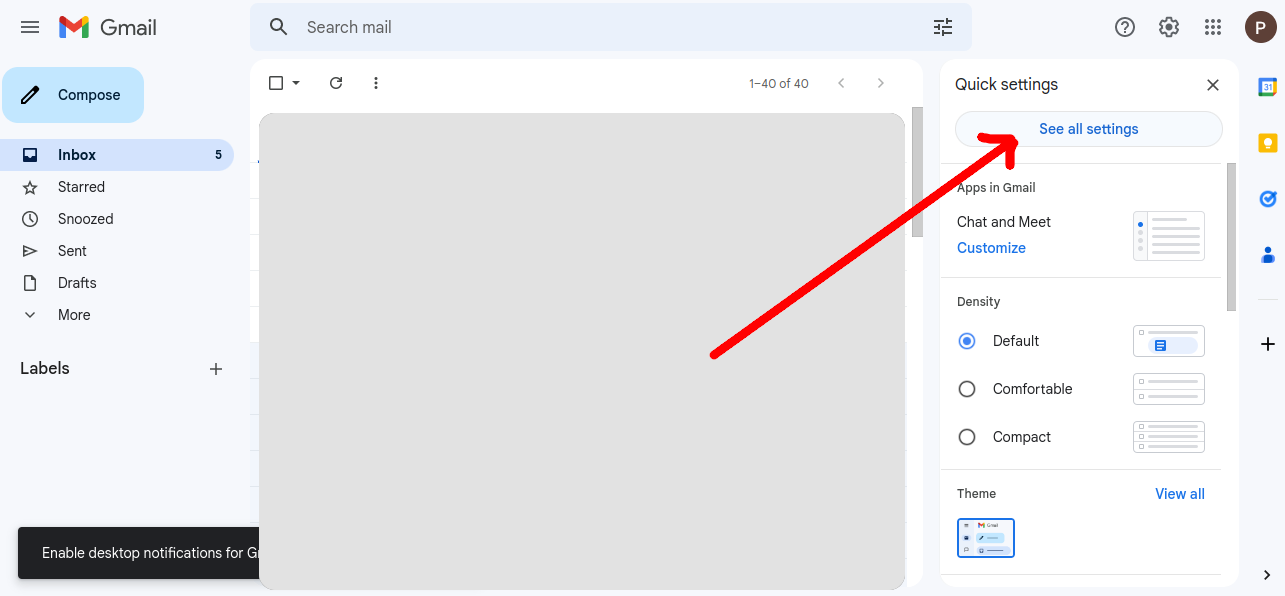 Gmail
Search mail
P
Compose
Inbox 5
Starred
Snoozed
Sent
Drafts
More
Labels
1–40 of 40
Enable desktop notifications for
Quick settings
See all settings
Apps in Gmail
Chat and Meet
Customize
Density
Default
Comfortable
Compact
Theme View all
Gmail
31